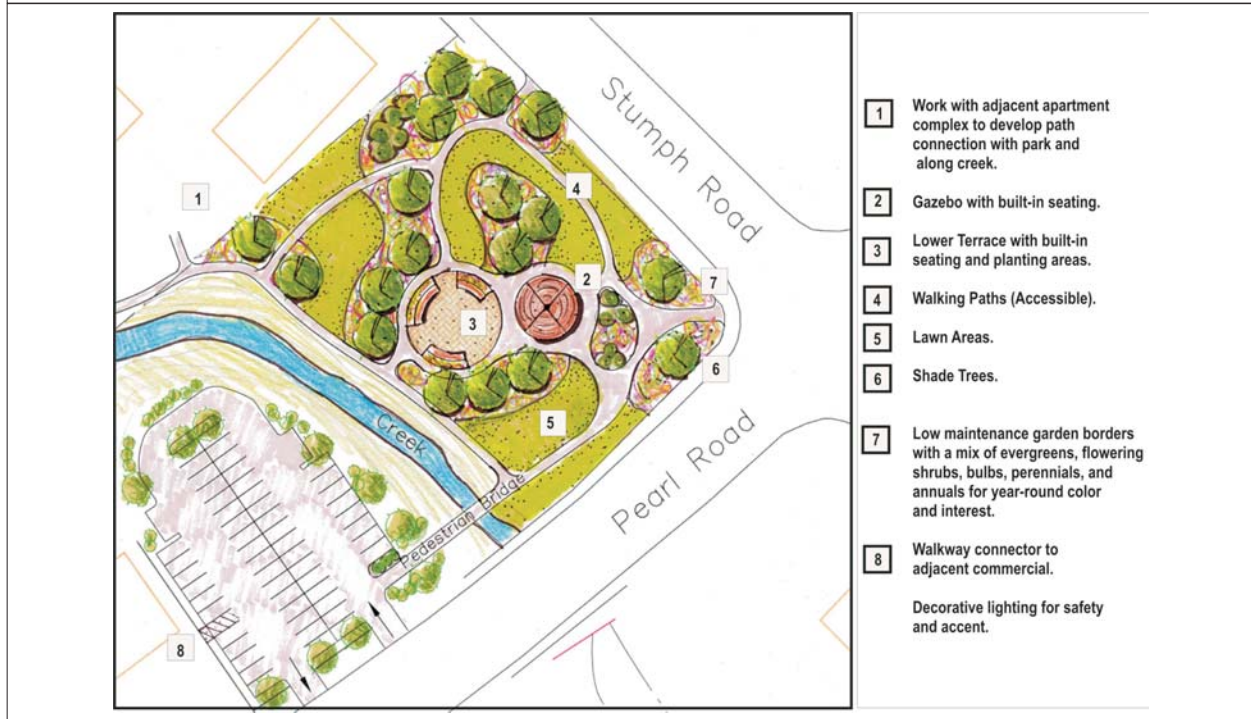 Stumph Road
Pearl Road
Creek
Pedestrian Bridge
1
2
3
4
5
6
7
8
1
Work with adjacent apartment
complex to develop path
connection with park and
along creek.
2
Gazebo with built-in seating.
3
Lower Terrace with built-in
seating and planting areas.
4
Walking Paths (Accessible).
5
Lawn Areas.
6
Shade Trees.
7
Low maintenance garden borders
with a mix of evergreens, flowering
shrubs, bulbs, perennials, and
annuals for year-round color
and interest.
8
Walkway connector to
adjacent commercial.
Decorative lighting for safety
and accent.